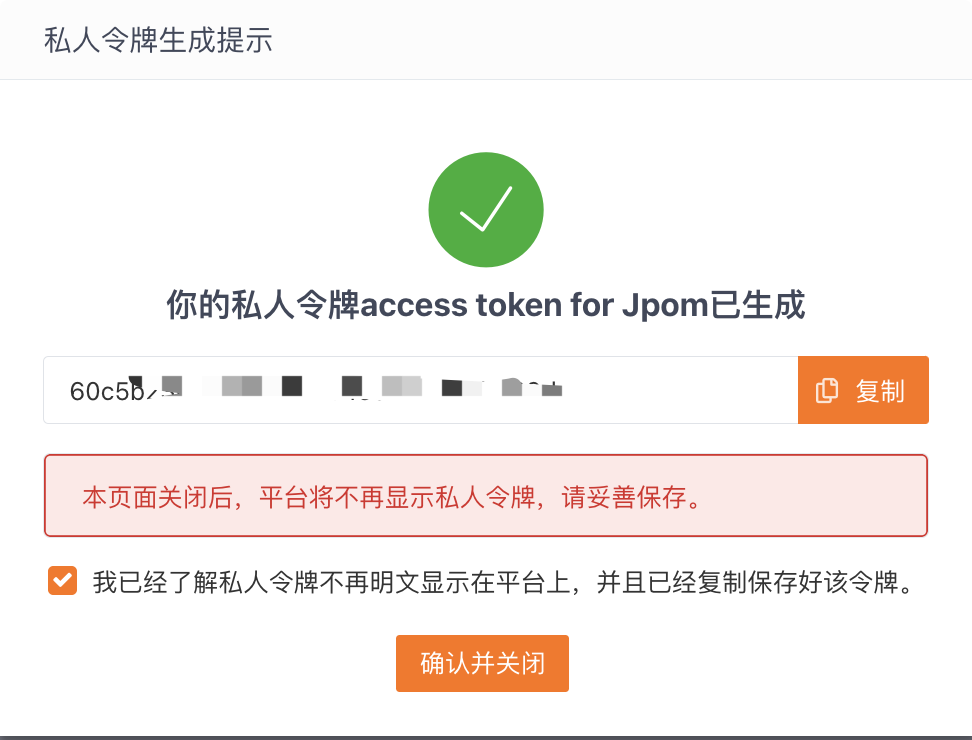 私人令牌生成提示
你的私人令牌access token for Jpom已生成
60c5b
复制
本页面关闭后，平台将不再显示私人令牌，请妥善保存。
我已经了解私人令牌不再明文显示在平台上，并且已经复制保存好该令牌。
确认并关闭